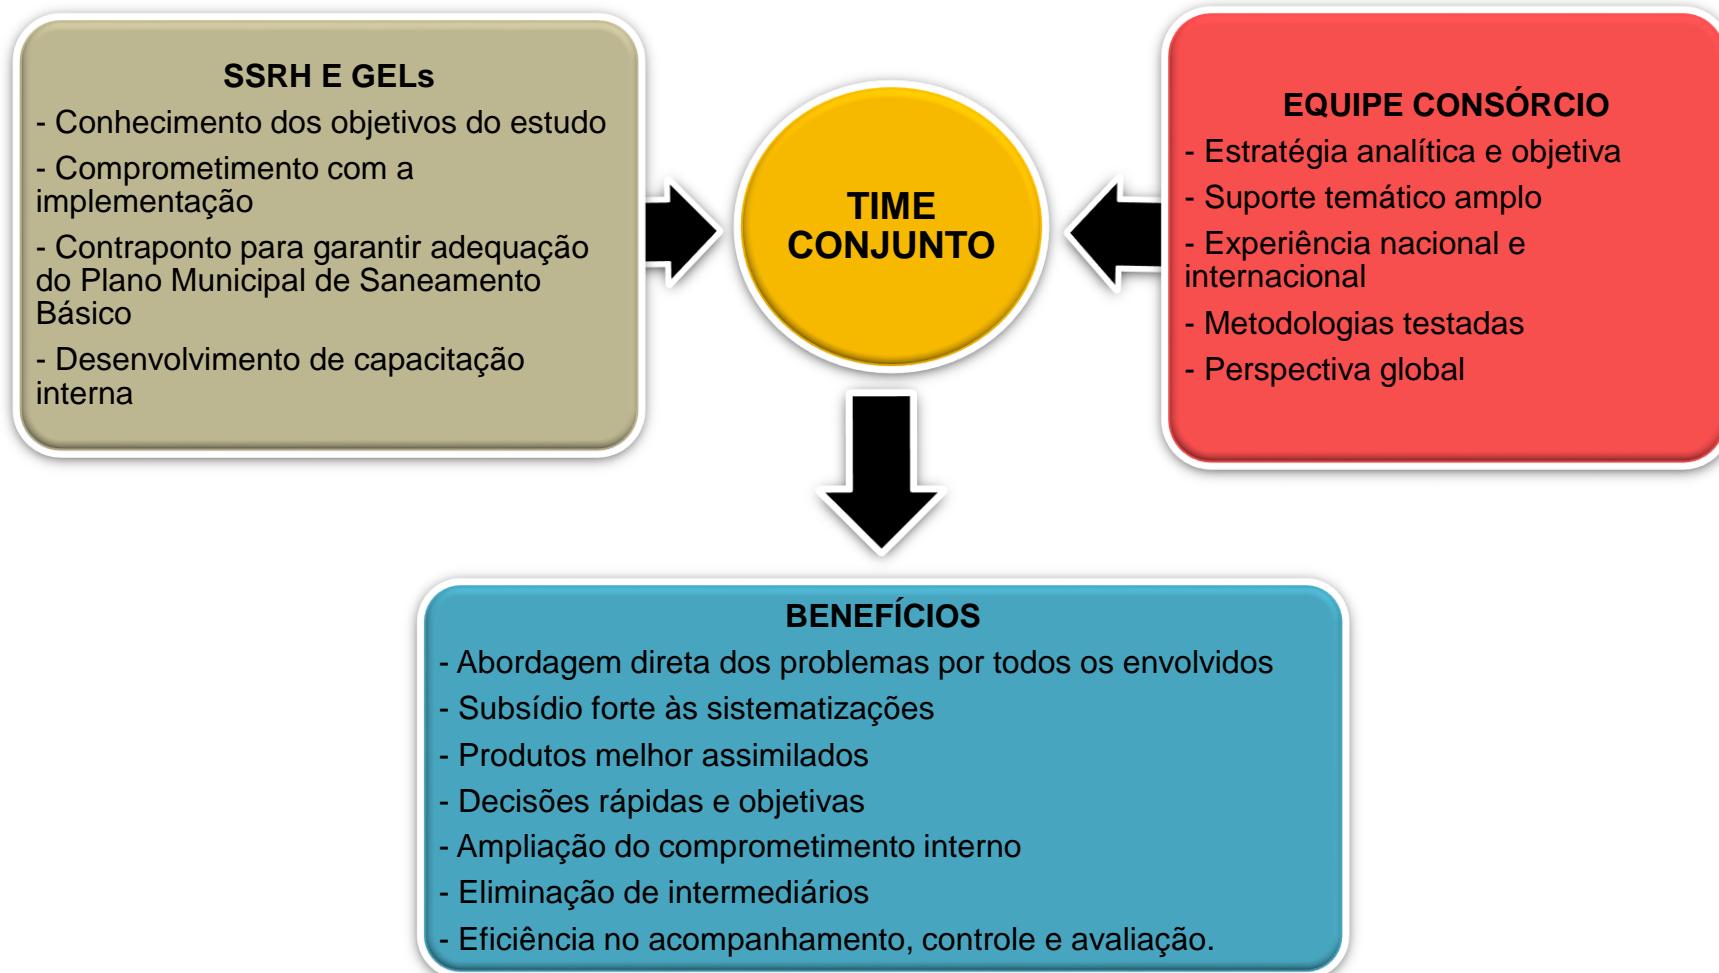 SSRH E GELs
- Conhecimento dos objetivos do estudo
- Comprometimento com a
implementação
- Contraponto para garantir adequação
do Plano Municipal de Saneamento
Básico
- Desenvolvimento de capacitação
interna
TIME
CONJUNTO
EQUIPE CONSÓRCIO
- Estratégia analítica e objetiva
- Suporte temático amplo
- Experiência nacional e
internacional
- Metodologias testadas
- Perspectiva global
BENEFÍCIOS
- Abordagem direta dos problemas por todos os envolvidos
- Subsídio forte às sistematizações
- Produtos melhor assimilados
- Decisões rápidas e objetivas
- Ampliação do comprometimento interno
- Eliminação de intermediários
- Eficiência no acompanhamento, controle e avaliação.